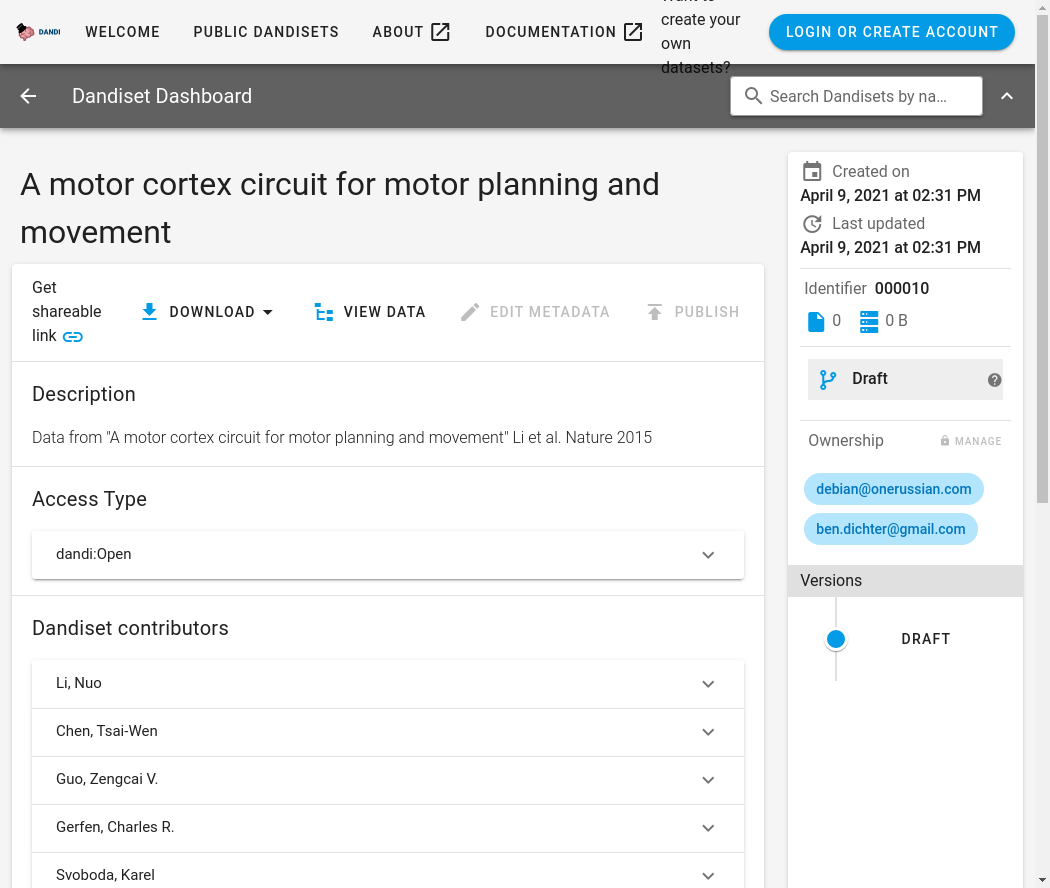 DANDI
WELCOME
PUBLIC DANDISETS
ABOUT
DOCUMENTATION
create your
own
datasets?
LOGIN OR CREATE ACCOUNT
Dandiset Dashboard
Search Dandisets by na…
A motor cortex circuit for motor planning and
movement
Get
shareable
link
DOWNLOAD
VIEW DATA
EDIT METADATA
PUBLISH
Description
Data from "A motor cortex circuit for motor planning and movement" Li et al. Nature 2015
Access Type
dandi:Open
Dandiset contributors
Li, Nuo
Chen, Tsai-Wen
Guo, Zengcai V.
Gerfen, Charles R.
Svoboda, Karel
Created on
April 9, 2021 at 02:31 PM
Last updated
April 9, 2021 at 02:31 PM
Identifier 000010
0
0 B
Draft
Ownership
MANAGE
debian@onerussian.com
ben.dichter@gmail.com
Versions
DRAFT